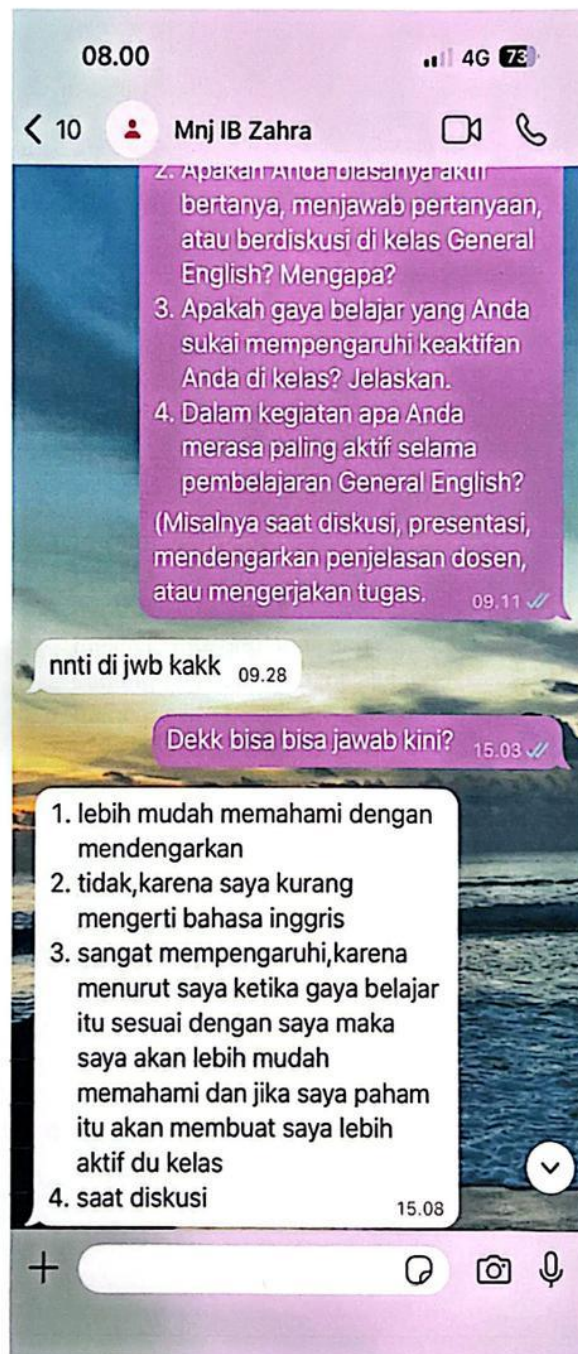 08.00
4G 73
10 Mnj IB Zahra
2. Apakah Anda biasanya aktif
bertanya, menjawab pertanyaan,
atau berdiskusi di kelas General
English? Mengapa?
3. Apakah gaya belajar yang Anda
sukai mempengaruhi keaktifan
Anda di kelas? Jelaskan.
4. Dalam kegiatan apa Anda
merasa paling aktif selama
pembelajaran General English?
(Misalnya saat diskusi, presentasi,
mendengarkan penjelasan dosen,
atau mengerjakan tugas. 09.11
nnti di jwb kakk 09.28
Dekk bisa bisa jawab kini? 15.03
1. lebih mudah memahami dengan
mendengarkan
2. tidak,karena saya kurang
mengerti bahasa inggris
3. sangat mempengaruhi,karena
menurut saya ketika gaya belajar
itu sesuai dengan saya maka
saya akan lebih mudah
memahami dan jika saya paham
itu akan membuat saya lebih
aktif du kelas
4. saat diskusi 15.08